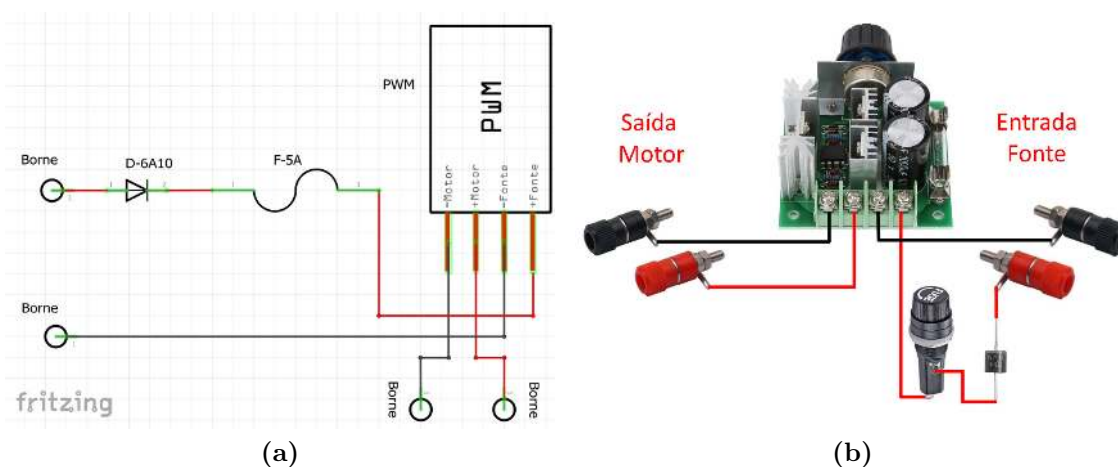 PWM
PWM
-Motor
+Motor
-Fonte
+Fonte
Borne
D-6A10
F-5A
Borne
Borne
Borne
fritzing
(a)
Saída
Motor
Entrada
Fonte
(b)